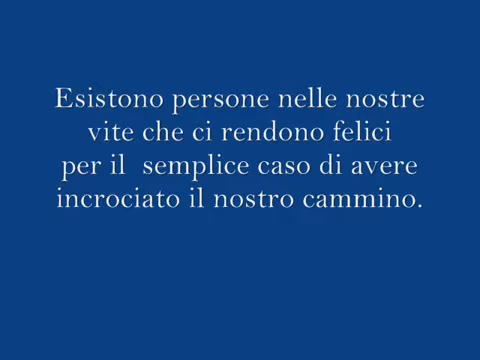 Esistono persone nelle nostre
vite che ci rendono felici
per il  semplice caso di avere
incrociato il nostro cammino.